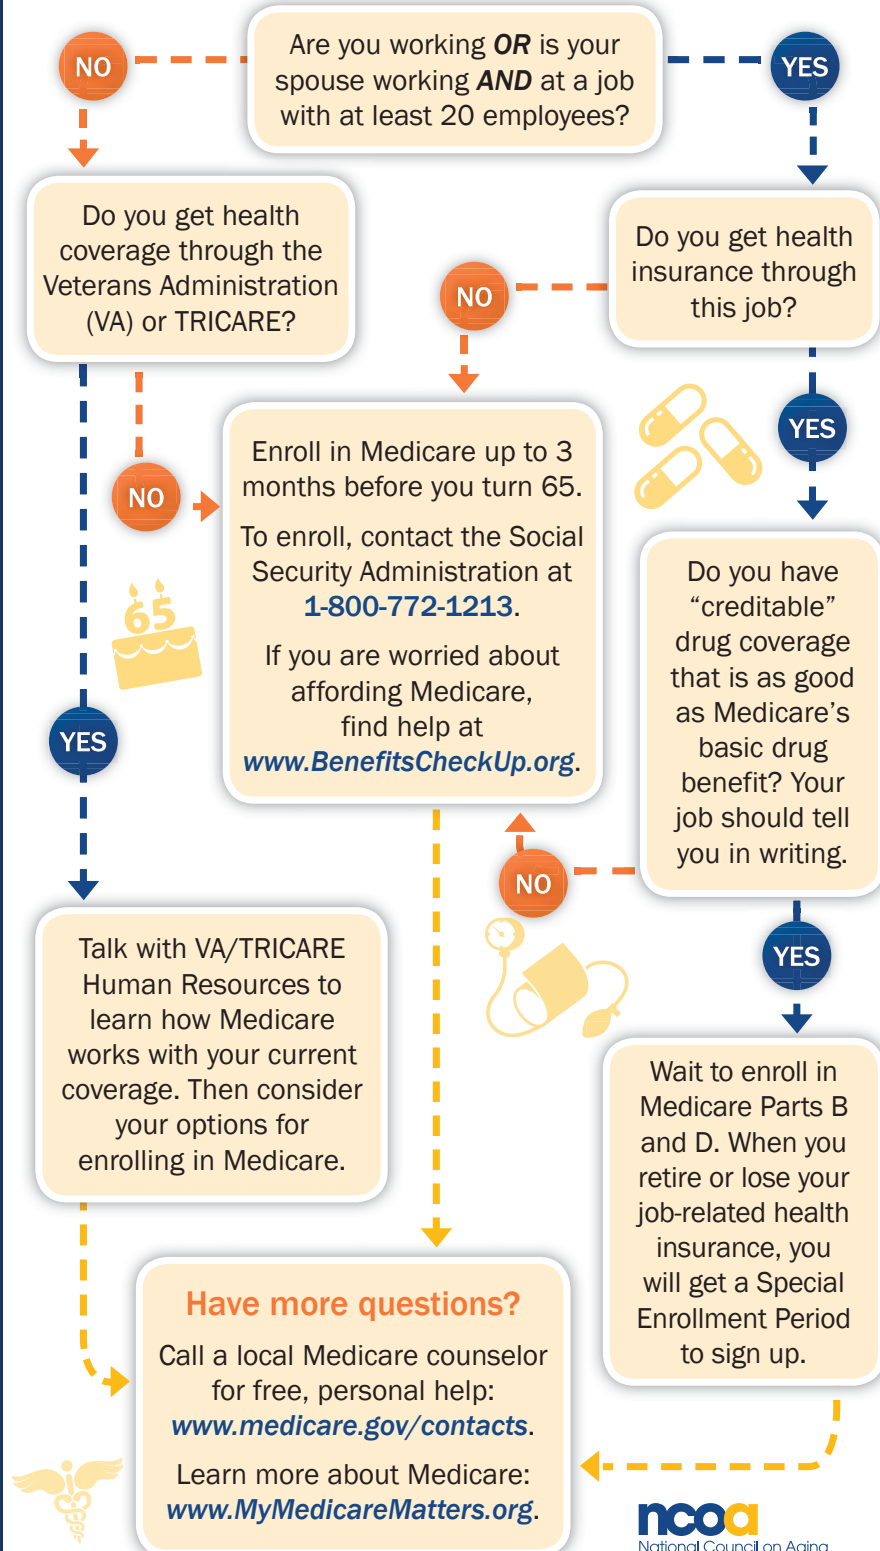 Are you working OR is your
spouse working AND at a job
with at least 20 employees?
NO
YES
Do you get health
coverage through the
Veterans Administration
(VA) or TRICARE?
Do you get health
insurance through
this job?
NO
YES
NO
Enroll in Medicare up to 3
months before you turn 65.
To enroll, contact the Social
Security Administration at
1-800-772-1213.
If you are worried about
affording Medicare,
find help at
www.BenefitsCheckUp.org.
65
YES
Do you have
“creditable”
drug coverage
that is as good
as Medicare’s
basic drug
benefit? Your
job should tell
you in writing.
NO
YES
Talk with VA/TRICARE
Human Resources to
learn how Medicare
works with your current
coverage. Then consider
your options for
enrolling in Medicare.
Wait to enroll in
Medicare Parts B
and D. When you
retire or lose your
job-related health
insurance, you
will get a Special
Enrollment Period
to sign up.
Have more questions?
Call a local Medicare counselor
for free, personal help:
www.medicare.gov/contacts.
Learn more about Medicare:
www.MyMedicareMatters.org.
ncoa
National Council on Aging